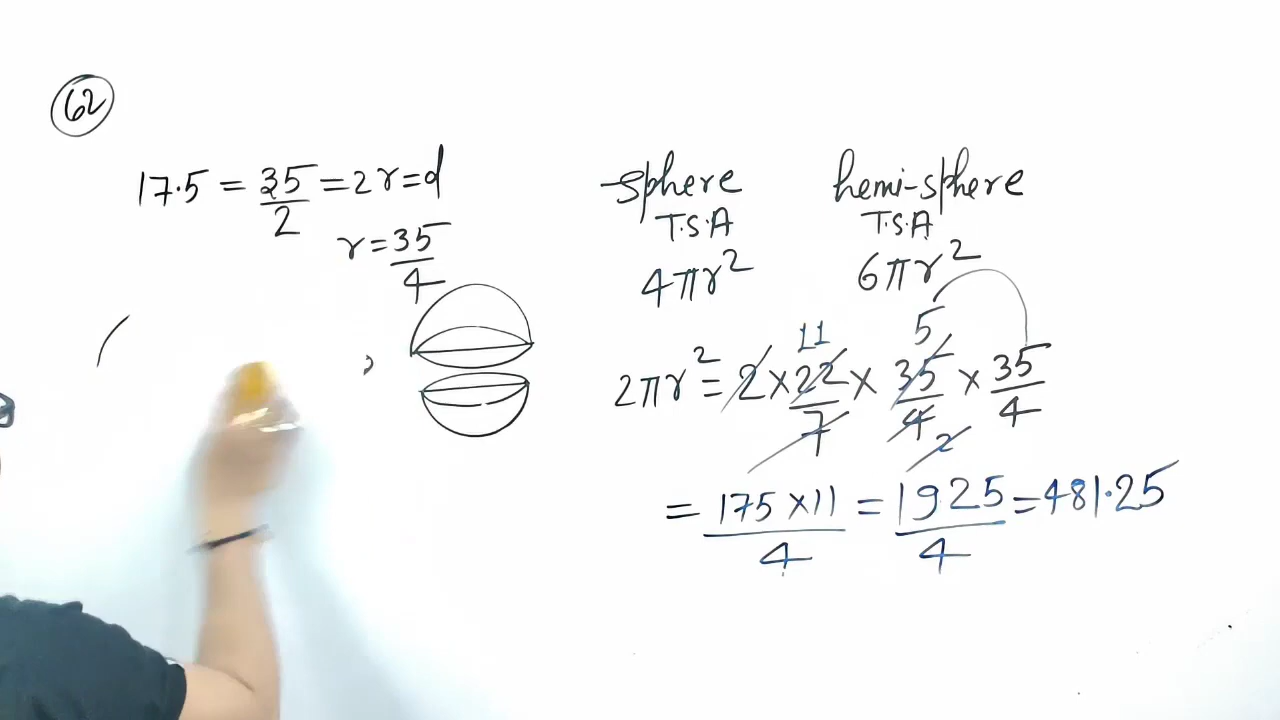 62
17.5 = 35/2 = 2r = d
r = 35/4
sphere
T.S.A
4πr²
hemi-sphere
T.S.A
6πr²
11 5
2πr² = 2 × 22/7 × 35/4 × 35/4
2
= 175 × 11/4 = 1925/4 = 481.25